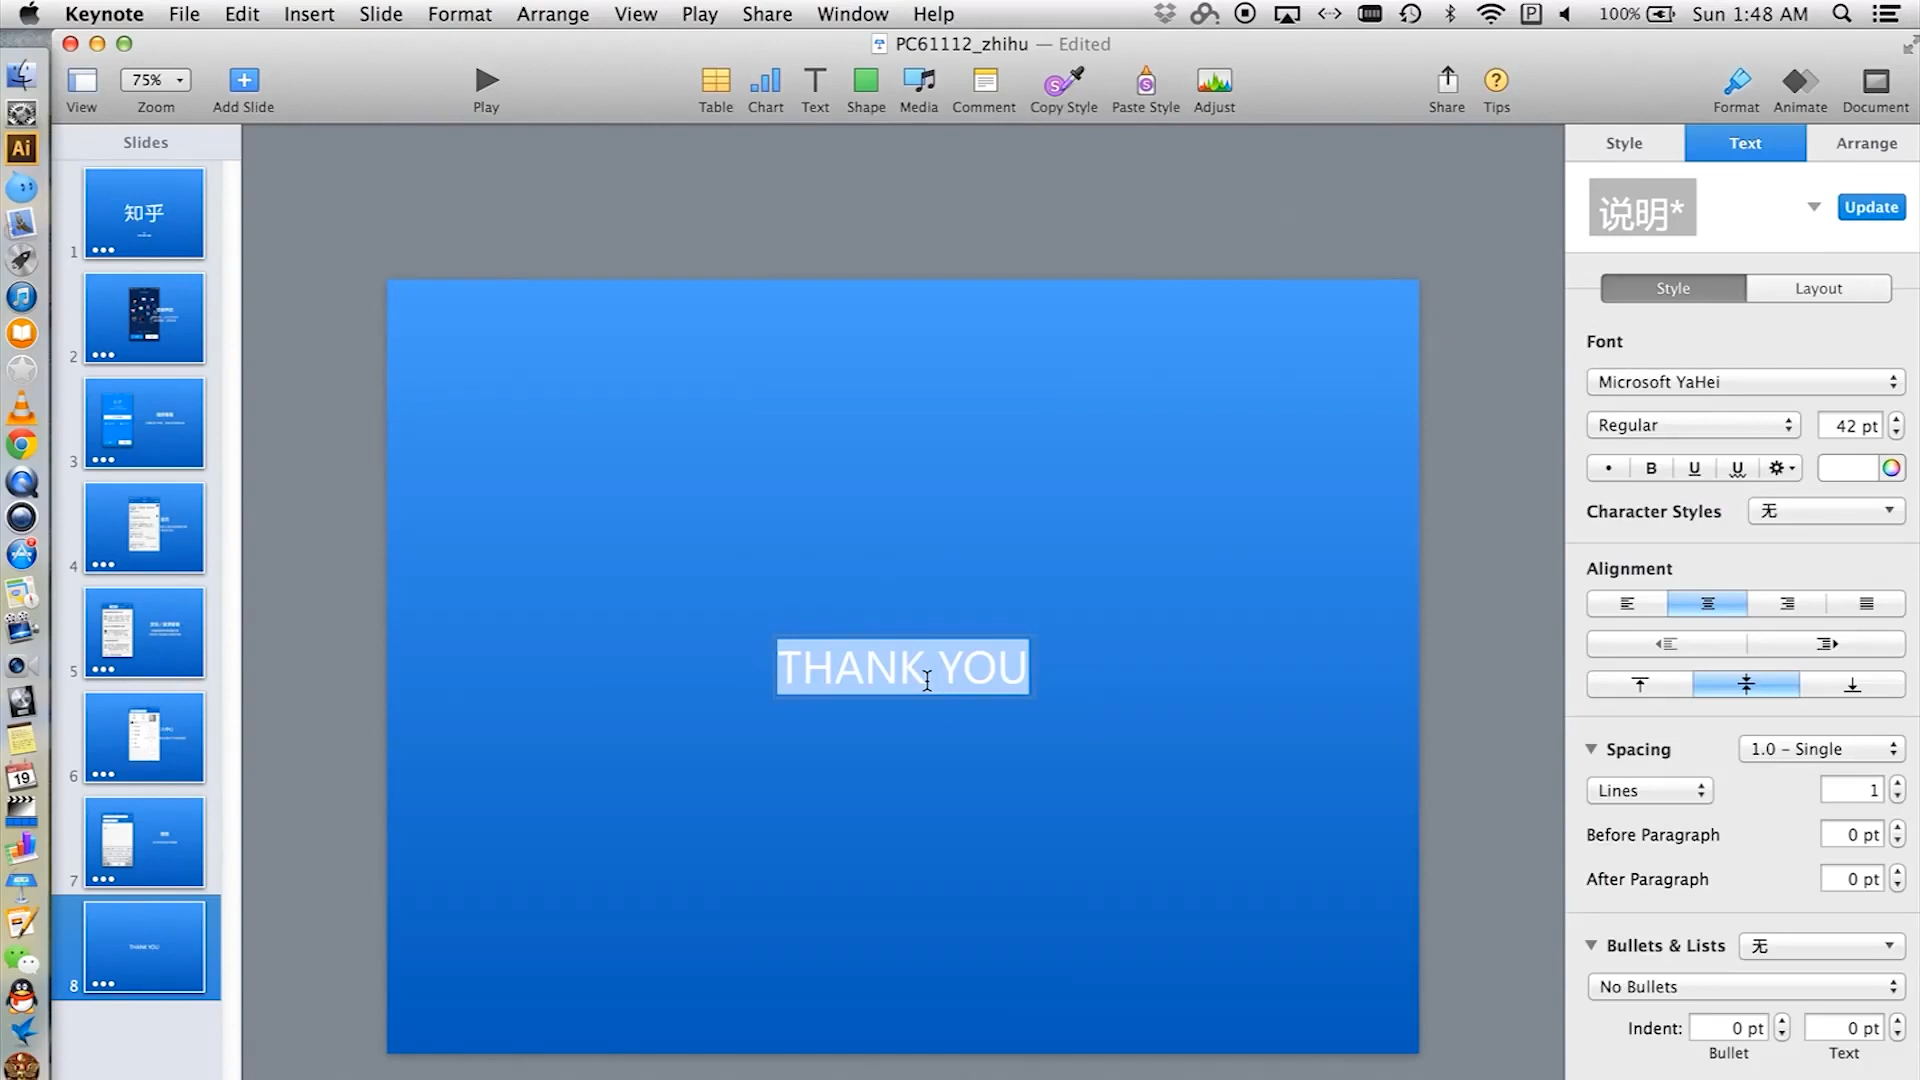 Keynote File Edit Insert Slide Format Arrange View Play Share Window Help
100% Sun 1:48 AM
PC61112_zhihu — Edited
75%
View Zoom Add Slide Play Table Chart Text Shape Media Comment Copy Style Paste Style Adjust Share Tips Format Animate Document
Slides
Style Text Arrange
知乎
1
2
3
4
5
6
7
THANK YOU
8
THANK YOU
说明*
Update
Style Layout
Font
Microsoft YaHei
Regular 42 pt
B U U
Character Styles 无
Alignment
Spacing 1.0 – Single
Lines 1
Before Paragraph 0 pt
After Paragraph 0 pt
Bullets & Lists 无
No Bullets
Indent: 0 pt 0 pt
Bullet Text
Ai
19